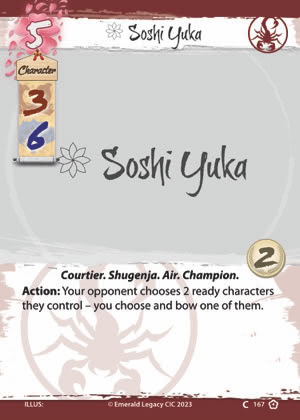 Soshi Yuka
5
Character
3
6
Soshi Yuka
2
Courtier. Shugenja. Air. Champion.
Action: Your opponent chooses 2 ready characters
they control – you choose and bow one of them.
ILLUS: © Emerald Legacy CIC 2023 C 167